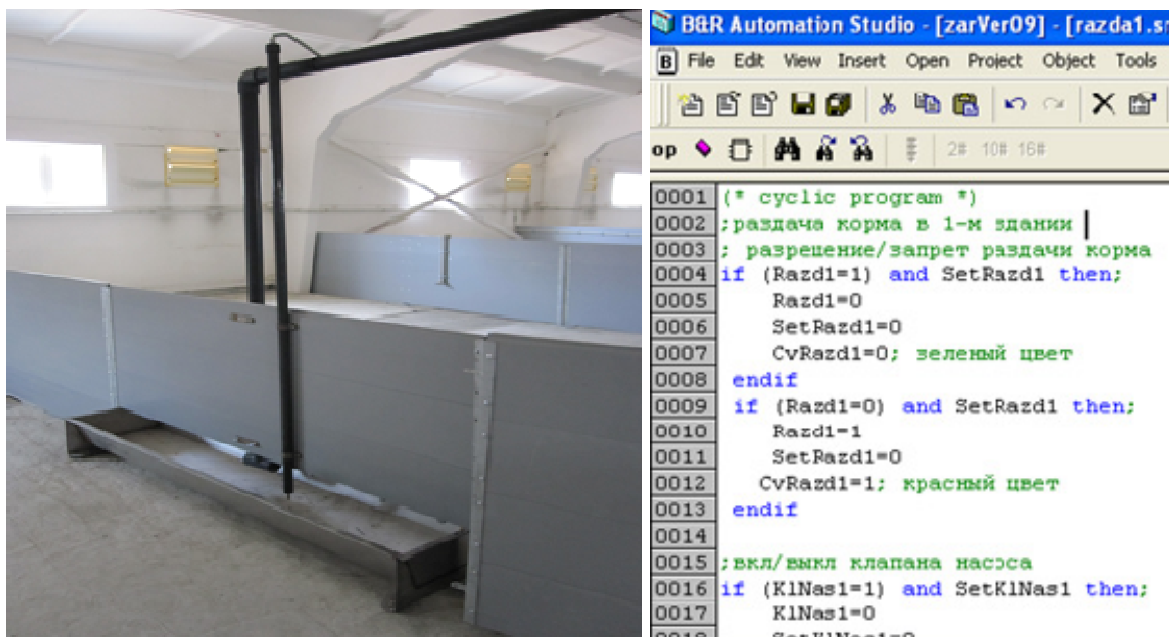 B&R Automation Studio - [zarVer09] - [razda1.s
File Edit View Insert Open Project Object Tools
op 2# 10# 16#
0001 (* cyclic program *)
0002 ;раздача корма в 1-м здании
0003 ; разрешение/запрет раздачи корма
0004 if (Razd1=1) and SetRazd1 then;
0005 Razd1=0
0006 SetRazd1=0
0007 CvRazd1=0; зеленый цвет
0008 endif
0009 if (Razd1=0) and SetRazd1 then;
0010 Razd1=1
0011 SetRazd1=0
0012 CvRazd1=1; красный цвет
0013 endif
0014
0015 ;вкл/выкл клапана насоса
0016 if (KlNas1=1) and SetKlNas1 then;
0017 KlNas1=0
0018 SetKlNas1=0